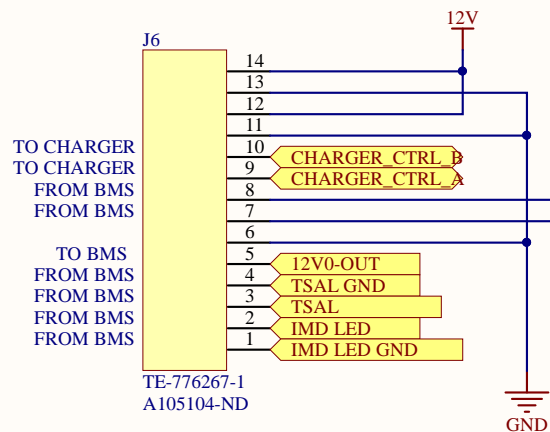 12V
J6
14
13
12
11
TO CHARGER 10 CHARGER_CTRL_B
TO CHARGER 9 CHARGER_CTRL_A
FROM BMS 8
FROM BMS 7
6
TO BMS 5 12V0-OUT
FROM BMS 4 TSAL GND
FROM BMS 3 TSAL
FROM BMS 2 IMD LED
FROM BMS 1 IMD LED GND
TE-776267-1
A105104-ND
GND